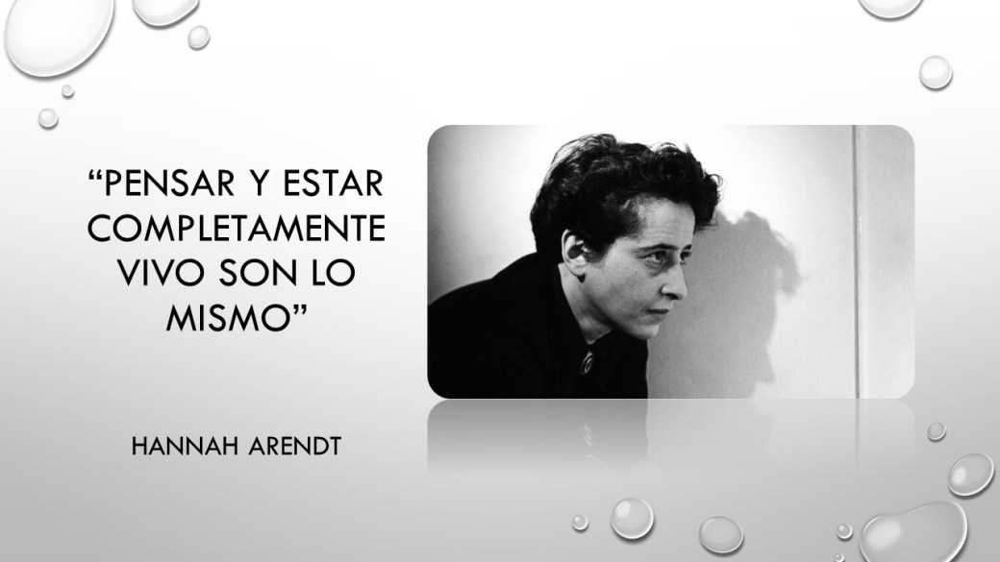 “PENSAR Y ESTAR
COMPLETAMENTE
VIVO SON LO
MISMO”
HANNAH ARENDT